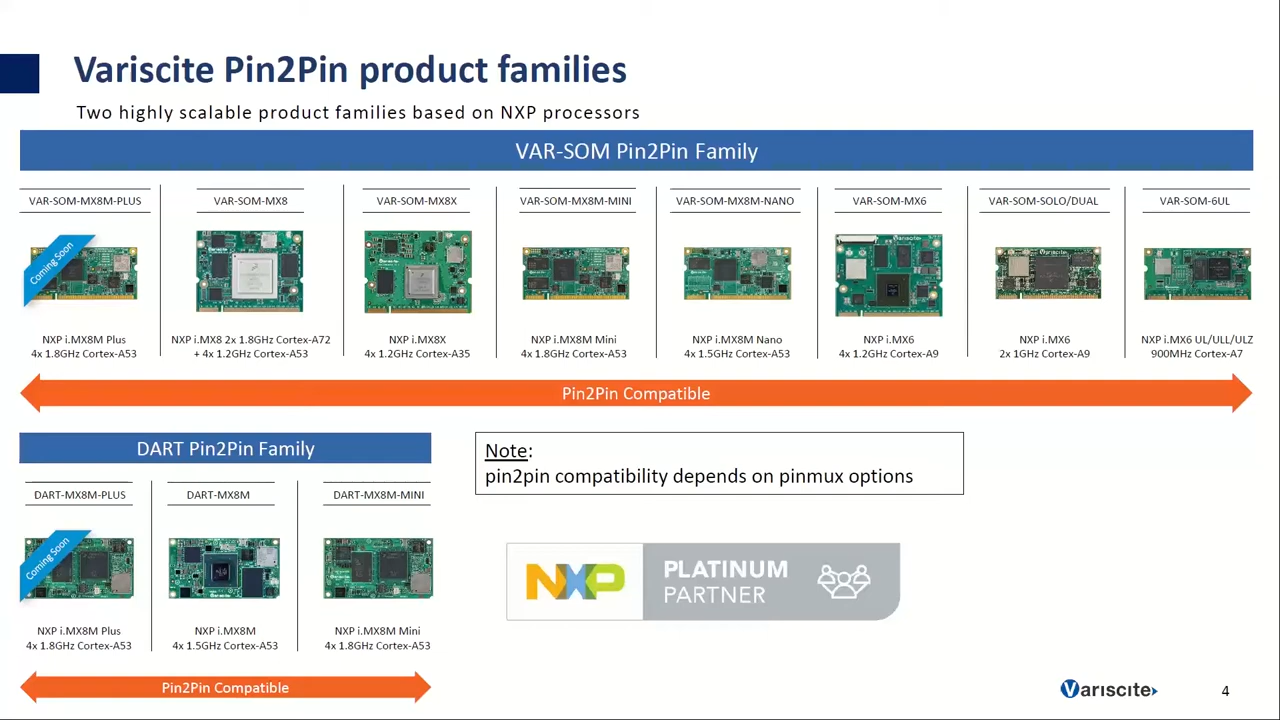 Variscite Pin2Pin product families
Two highly scalable product families based on NXP processors
VAR-SOM Pin2Pin Family
VAR-SOM-MX8M-PLUS
Coming Soon
NXP i.MX8M Plus
4x 1.8GHz Cortex-A53
VAR-SOM-MX8
NXP i.MX8 2x 1.8GHz Cortex-A72
+ 4x 1.2GHz Cortex-A53
VAR-SOM-MX8X
NXP i.MX8X
4x 1.2GHz Cortex-A35
VAR-SOM-MX8M-MINI
NXP i.MX8M Mini
4x 1.8GHz Cortex-A53
VAR-SOM-MX8M-NANO
NXP i.MX8M Nano
4x 1.5GHz Cortex-A53
VAR-SOM-MX6
NXP i.MX6
4x 1.2GHz Cortex-A9
VAR-SOM-SOLO/DUAL
Variscite
NXP i.MX6
2x 1GHz Cortex-A9
VAR-SOM-6UL
NXP i.MX6 UL/ULL/ULZ
900MHz Cortex-A7
Pin2Pin Compatible
DART Pin2Pin Family
DART-MX8M-PLUS
Coming Soon
NXP i.MX8M Plus
4x 1.8GHz Cortex-A53
DART-MX8M
NXP i.MX8M
4x 1.5GHz Cortex-A53
DART-MX8M-MINI
NXP i.MX8M Mini
4x 1.8GHz Cortex-A53
Pin2Pin Compatible
Note:
pin2pin compatibility depends on pinmux options
NXP
PLATINUM
PARTNER
Variscite
4